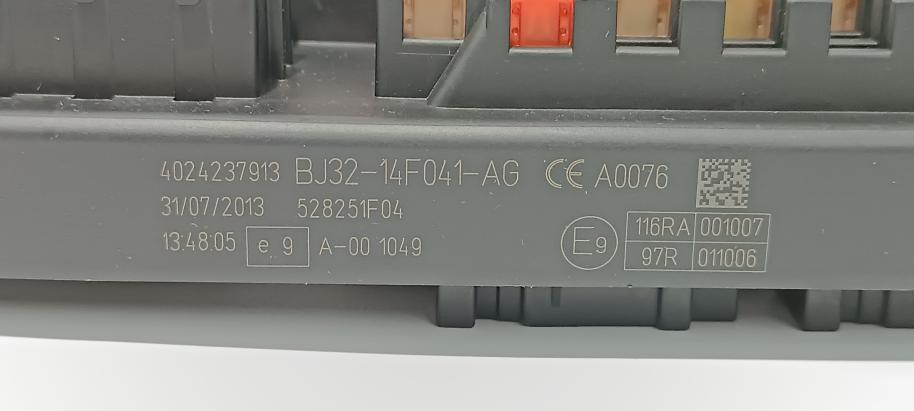 4024237913 BJ32-14F041-AG CE A0076
31/07/2013 528251F04
13:48:05 e 9 A-00 1049
E9 116RA 001007
97R 011006